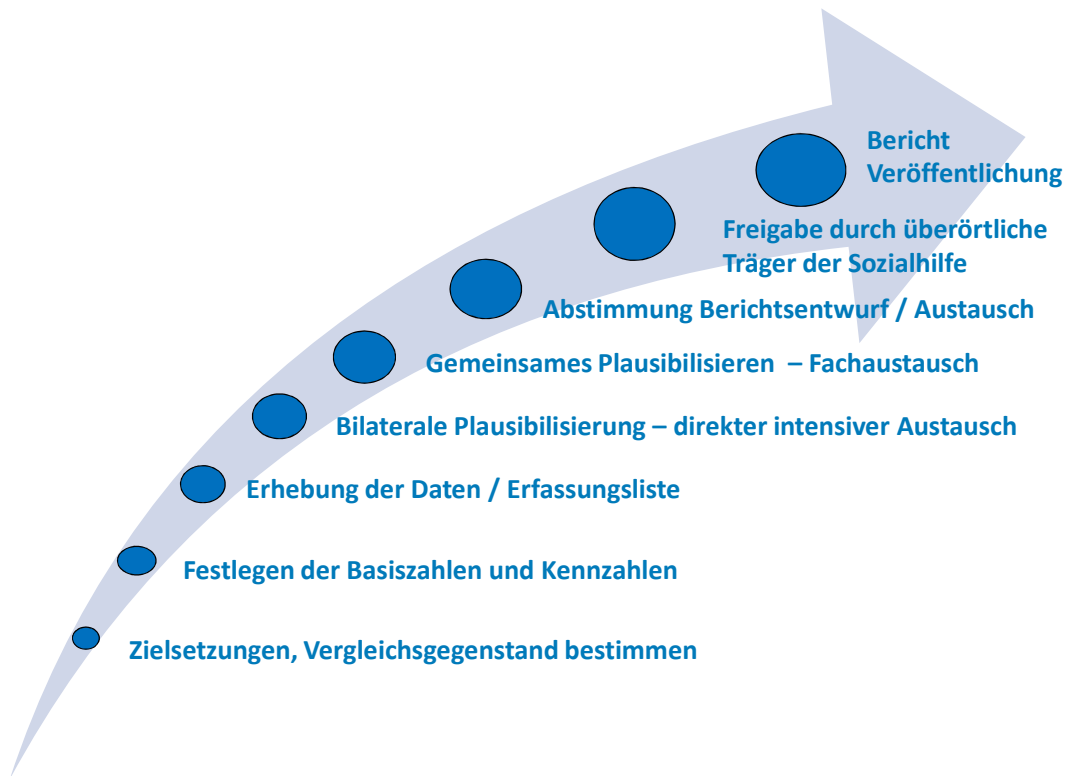 Bericht
Veröffentlichung
Freigabe durch überörtliche
Träger der Sozialhilfe
Abstimmung Berichtsentwurf / Austausch
Gemeinsames Plausibilisieren – Fachaustausch
Bilaterale Plausibilisierung – direkter intensiver Austausch
Erhebung der Daten / Erfassungsliste
Festlegen der Basiszahlen und Kennzahlen
Zielsetzungen, Vergleichsgegenstand bestimmen